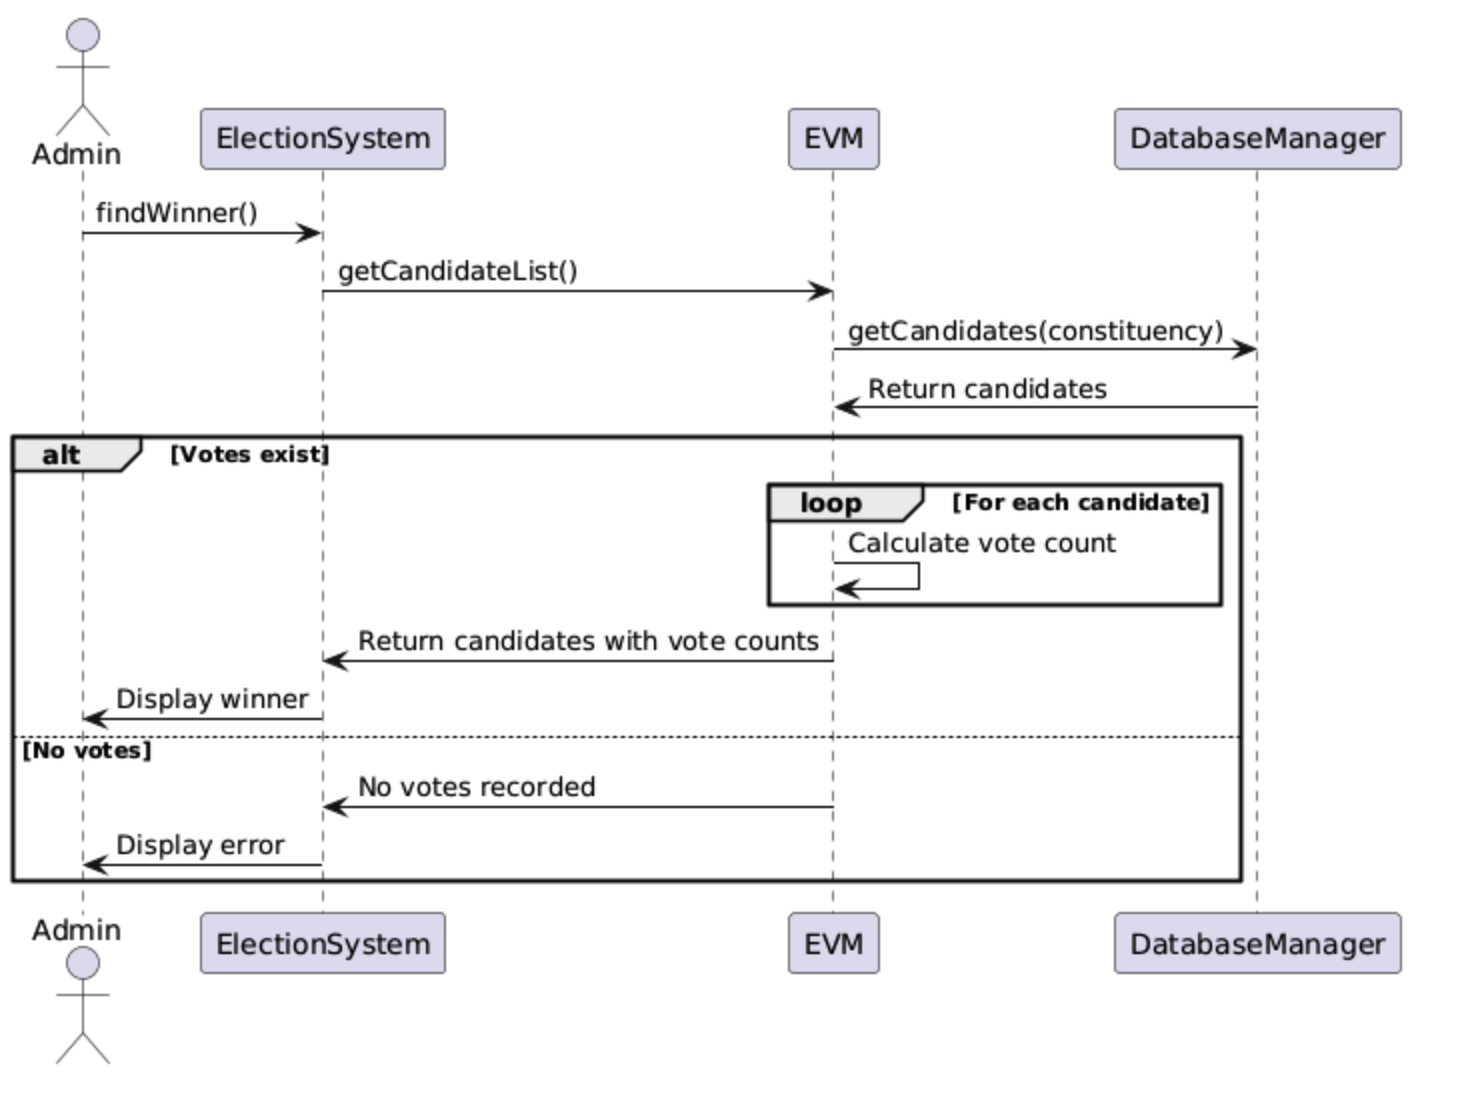 Admin
ElectionSystem
EVM
DatabaseManager
findWinner()
getCandidateList()
getCandidates(constituency)
Return candidates
alt [Votes exist]
loop [For each candidate]
Calculate vote count
Return candidates with vote counts
Display winner
[No votes]
No votes recorded
Display error
Admin
ElectionSystem
EVM
DatabaseManager